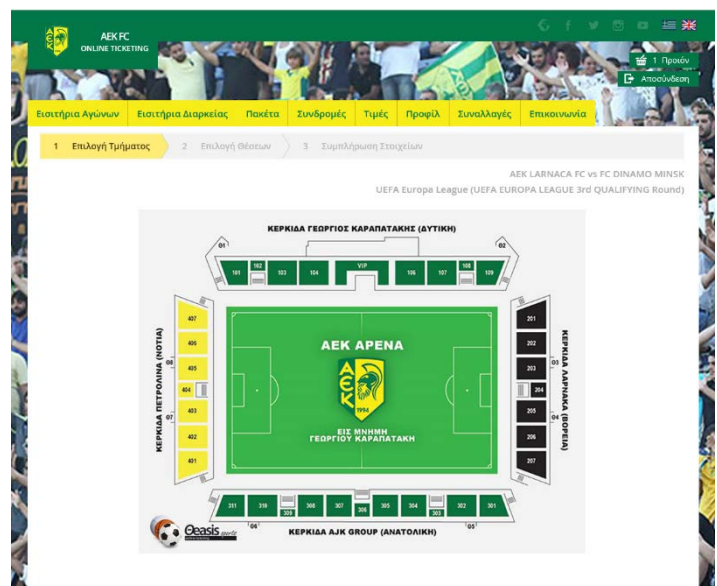 AEK FC
ONLINE TICKETING
1 Προϊόν
Αποσύνδεση
Εισιτήρια Αγώνων Εισιτήρια Διαρκείας Πακέτα Συνδρομές Τιμές Προφίλ Συναλλαγές Επικοινωνία
1 Επιλογή Τμήματος 2 Επιλογή Θέσεων 3 Συμπλήρωση Στοιχείων
AEK LARNACA FC vs FC DINAMO MINSK
UEFA Europa League (UEFA EUROPA LEAGUE 3rd QUALIFYING Round)
ΚΕΡΚΙΔΑ ΓΕΩΡΓΙΟΣ ΚΑΡΑΠΑΤΑΚΗΣ (ΔΥΤΙΚΗ)
01 02
101 102 103 104 VIP 106 107 108 109
ΚΕΡΚΙΔΑ ΠΕΤΡΟΛΙΝΑ (ΝΟΤΙΑ)
08
07
407
406
405
404
403
402
401
ΑΕΚ ΑΡΕΝΑ
ΑΕΚ
1994
ΕΙΣ ΜΝΗΜΗ
ΓΕΩΡΓΙΟΥ ΚΑΡΑΠΑΤΑΚΗ
201
202
203
204
205
206
207
03
04
ΚΕΡΚΙΔΑ ΛΑΡΝΑΚΑ (ΒΟΡΕΙΑ)
311 310 309 308 307 306 305 304 303 302 301
06 05
ΚΕΡΚΙΔΑ AJK GROUP (ΑΝΑΤΟΛΙΚΗ)